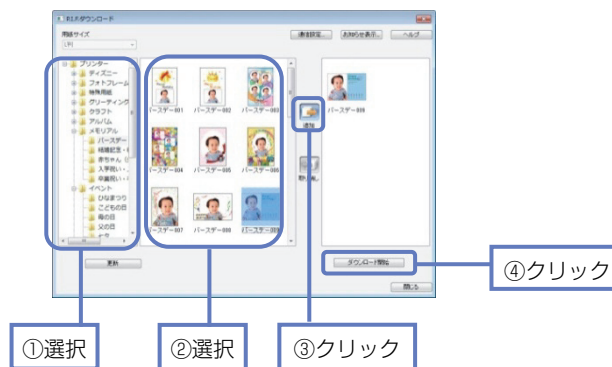 P.I.F.ダウンロード
用紙サイズ
L判
通信設定...
お知らせ表示...
ヘルプ
プリンター
ディズニー
フォトフレーム
特殊用紙
グリーティング
クラフト
アルバム
メモリアル
バースデー
結婚記念・
赤ちゃん
入学祝い・
卒業祝い・
イベント
ひなまつり
こどもの日
母の日
父の日
七夕
バースデー001
バースデー002
バースデー003
バースデー004
バースデー005
バースデー006
バースデー007
バースデー008
バースデー009
追加
取り消し
バースデー009
更新
ダウンロード開始
閉じる
④クリック
①選択
②選択
③クリック